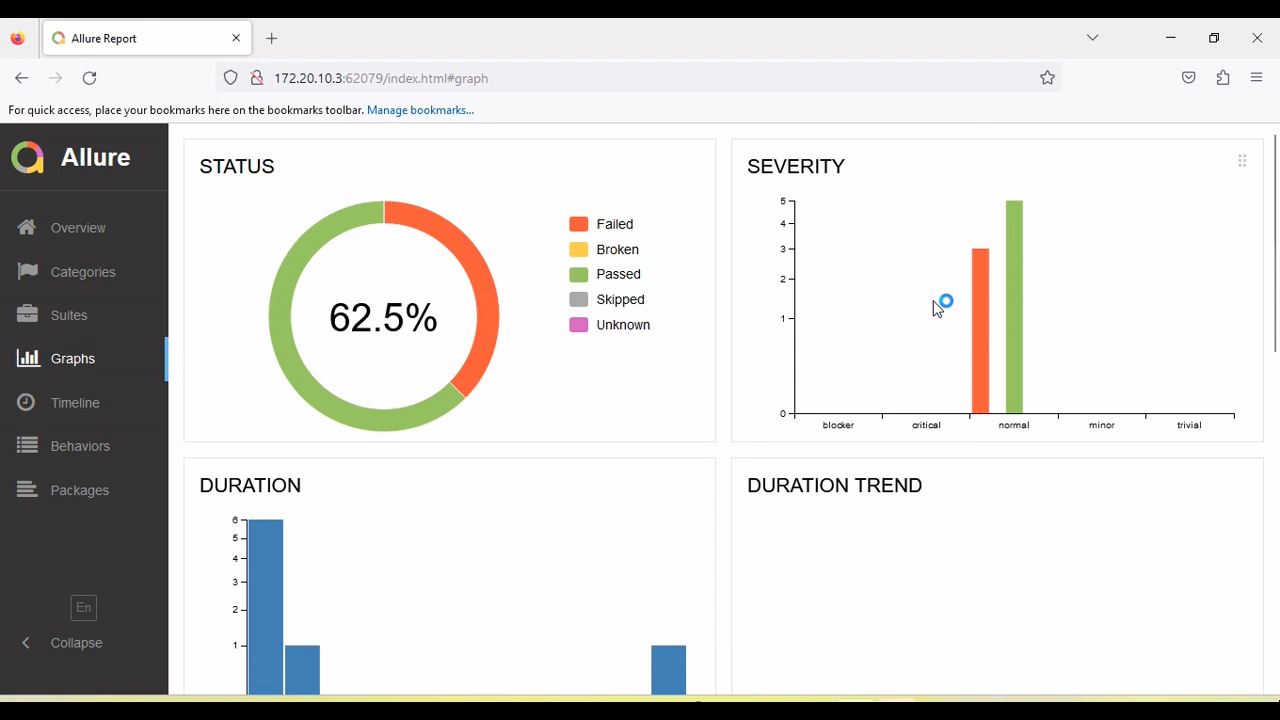 Allure Report
172.20.10.3:62079/index.html#graph
For quick access, place your bookmarks here on the bookmarks toolbar. Manage bookmarks...
Allure
Overview
Categories
Suites
Graphs
Timeline
Behaviors
Packages
En
Collapse
STATUS
62.5%
Failed
Broken
Passed
Skipped
Unknown
SEVERITY
5
4
3
2
1
0
blocker critical normal minor trivial
DURATION
6
5
4
3
2
1
DURATION TREND